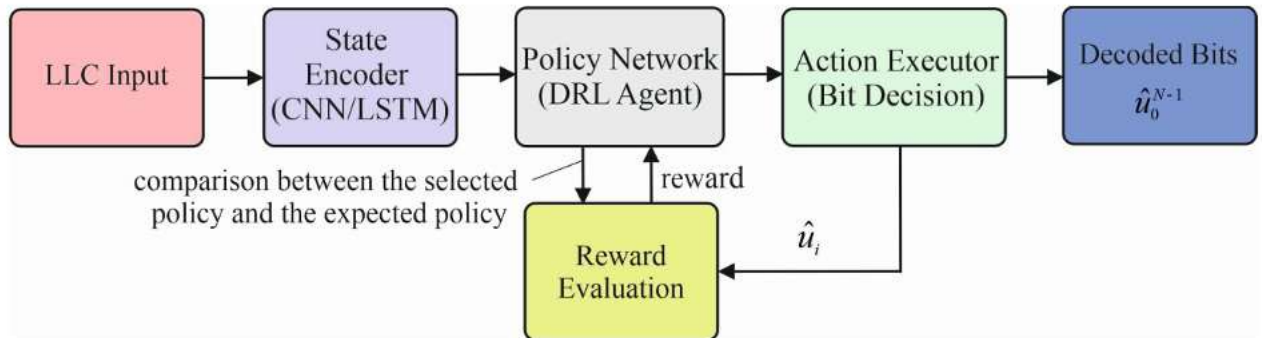 LLC Input
State
Encoder
(CNN/LSTM)
Policy Network
(DRL Agent)
Action Executor
(Bit Decision)
Decoded Bits
û₀ᴺ⁻¹
comparison between the selected
policy and the expected policy
reward
Reward
Evaluation
ûᵢ